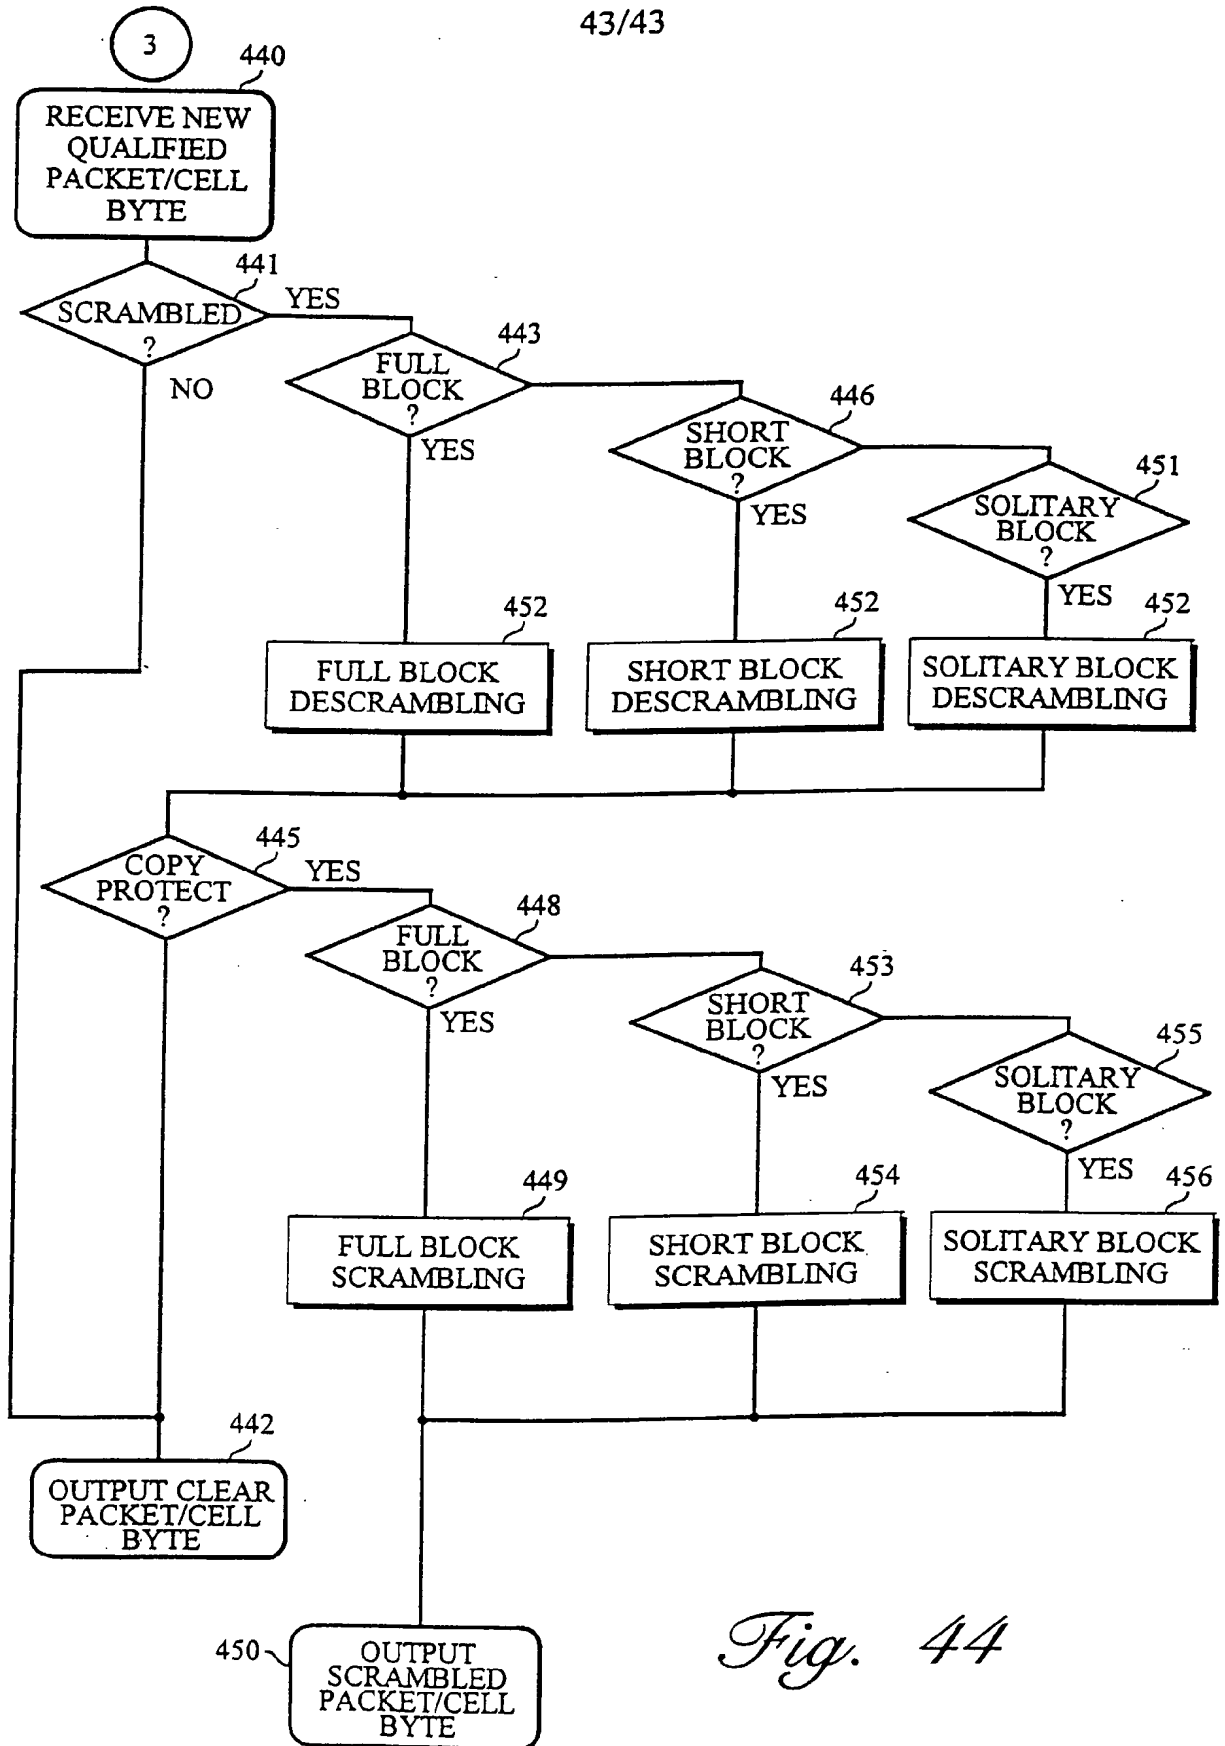 43/43
3
440
RECEIVE NEW
QUALIFIED
PACKET/CELL
BYTE
441
SCRAMBLED
?
YES
NO
443
FULL
BLOCK
?
YES
446
SHORT
BLOCK
?
YES
451
SOLITARY
BLOCK
?
YES
452
FULL BLOCK
DESCRAMBLING
452
SHORT BLOCK
DESCRAMBLING
452
SOLITARY BLOCK
DESCRAMBLING
445
COPY
PROTECT
?
YES
448
FULL
BLOCK
?
YES
453
SHORT
BLOCK
?
YES
455
SOLITARY
BLOCK
?
YES
449
FULL BLOCK
SCRAMBLING
454
SHORT BLOCK
SCRAMBLING
456
SOLITARY BLOCK
SCRAMBLING
442
OUTPUT CLEAR
PACKET/CELL
BYTE
450
OUTPUT
SCRAMBLED
PACKET/CELL
BYTE
Fig. 44